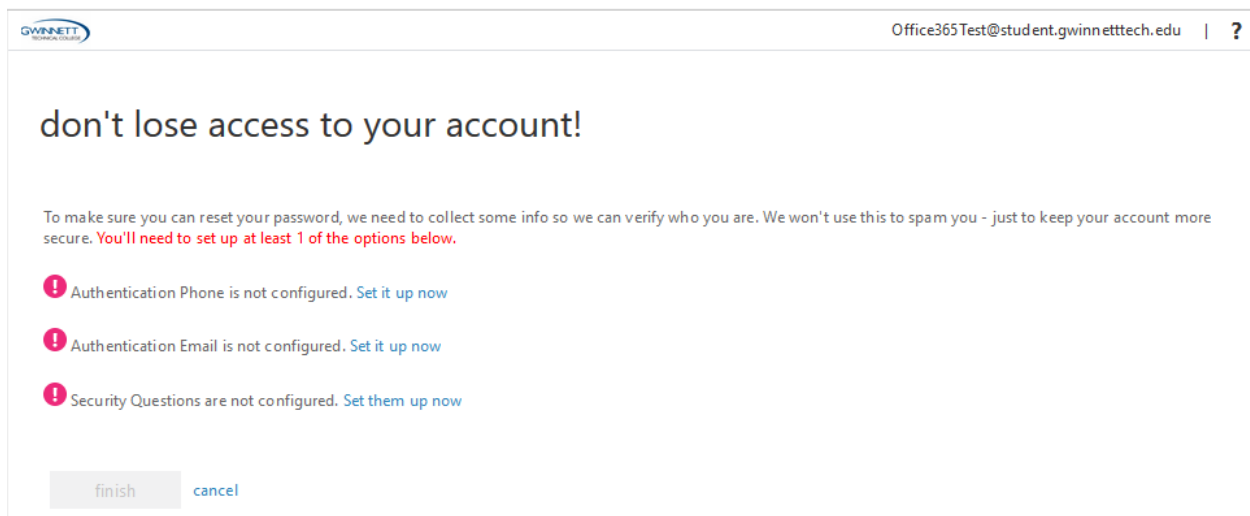 GWINNETT
TECHNICAL COLLEGE
Office365Test@student.gwinnetttech.edu | ?
don't lose access to your account!
To make sure you can reset your password, we need to collect some info so we can verify who you are. We won't use this to spam you - just to keep your account more
secure. You'll need to set up at least 1 of the options below.
! Authentication Phone is not configured. Set it up now
! Authentication Email is not configured. Set it up now
! Security Questions are not configured. Set them up now
finish cancel